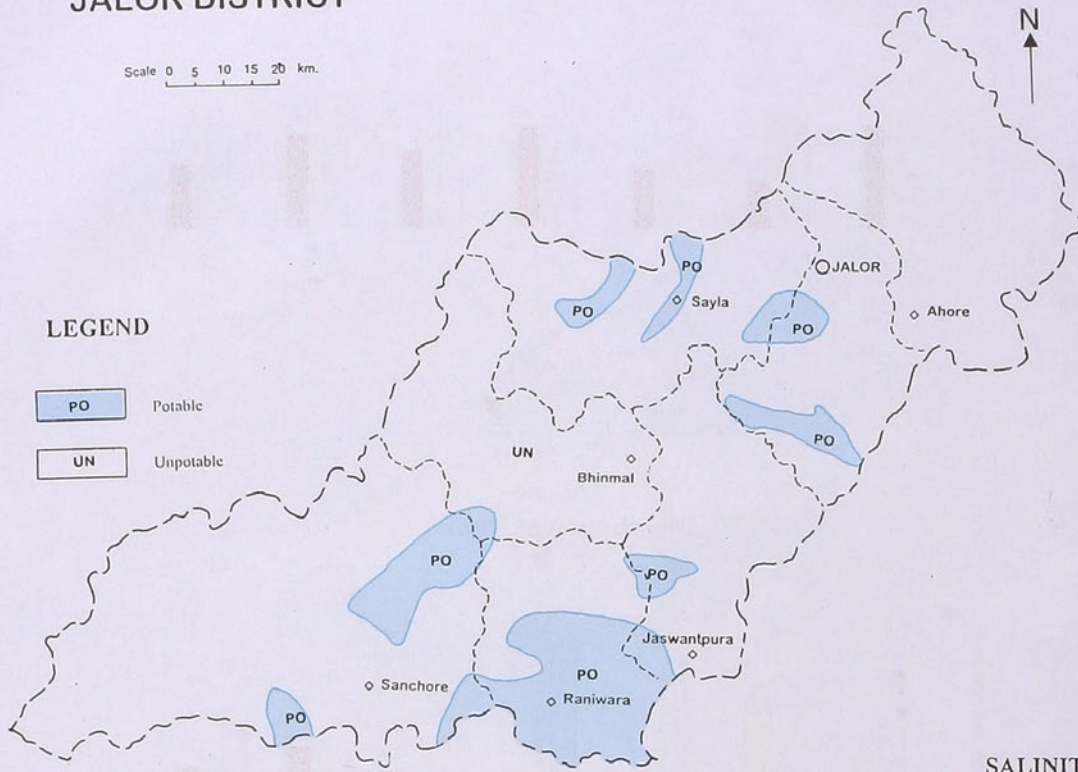 JALOR DISTRICT
Scale 0 5 10 15 20 km.
N
LEGEND
PO Potable
UN Unpotable
PO
PO
Sayla
JALOR
PO
PO
Ahore
PO
UN
Bhinmal
PO
PO
Jaswantpura
PO
Sanchore
Raniwara
PO